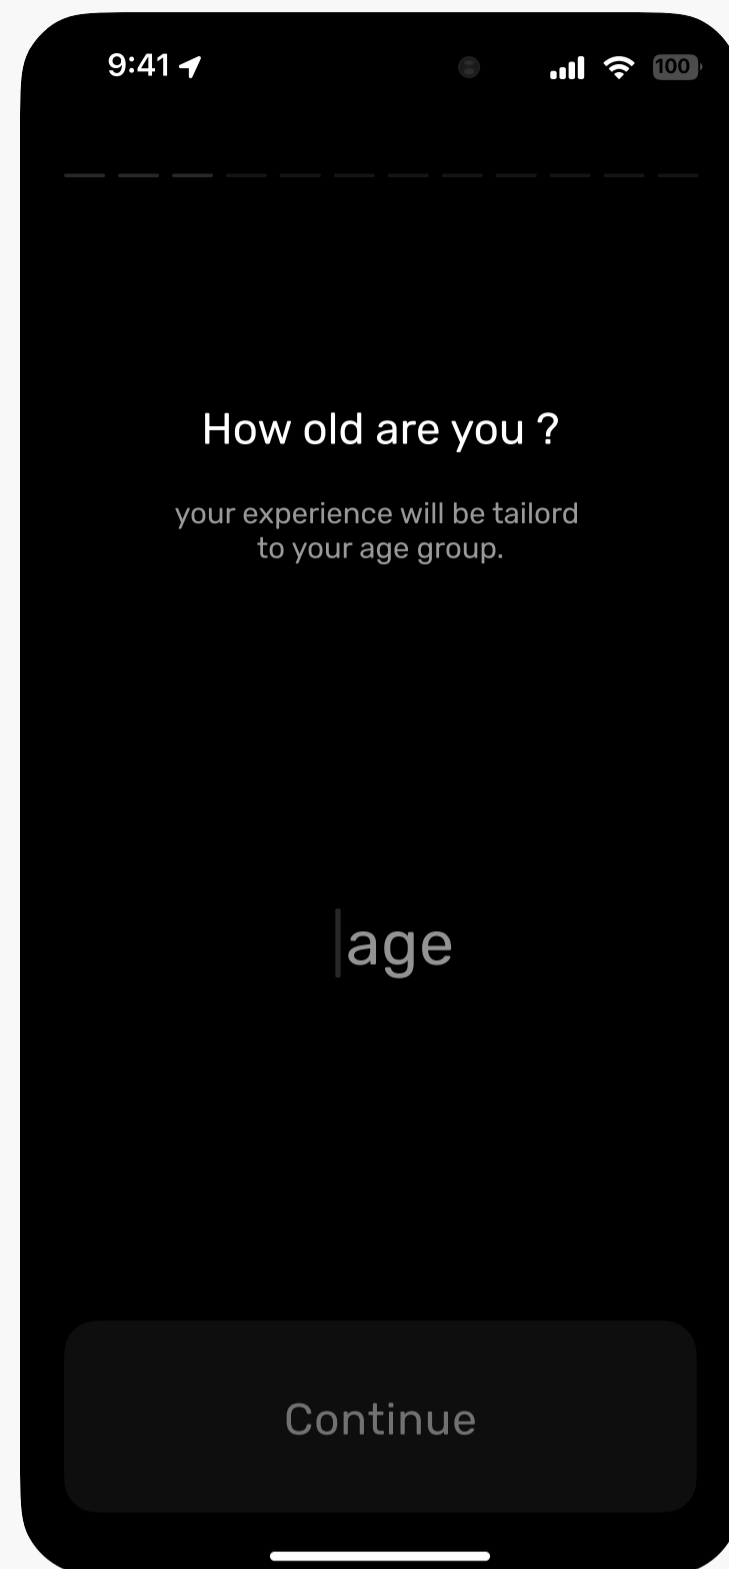 9:41
100
How old are you ?
your experience will be tailord
to your age group.
age
Continue